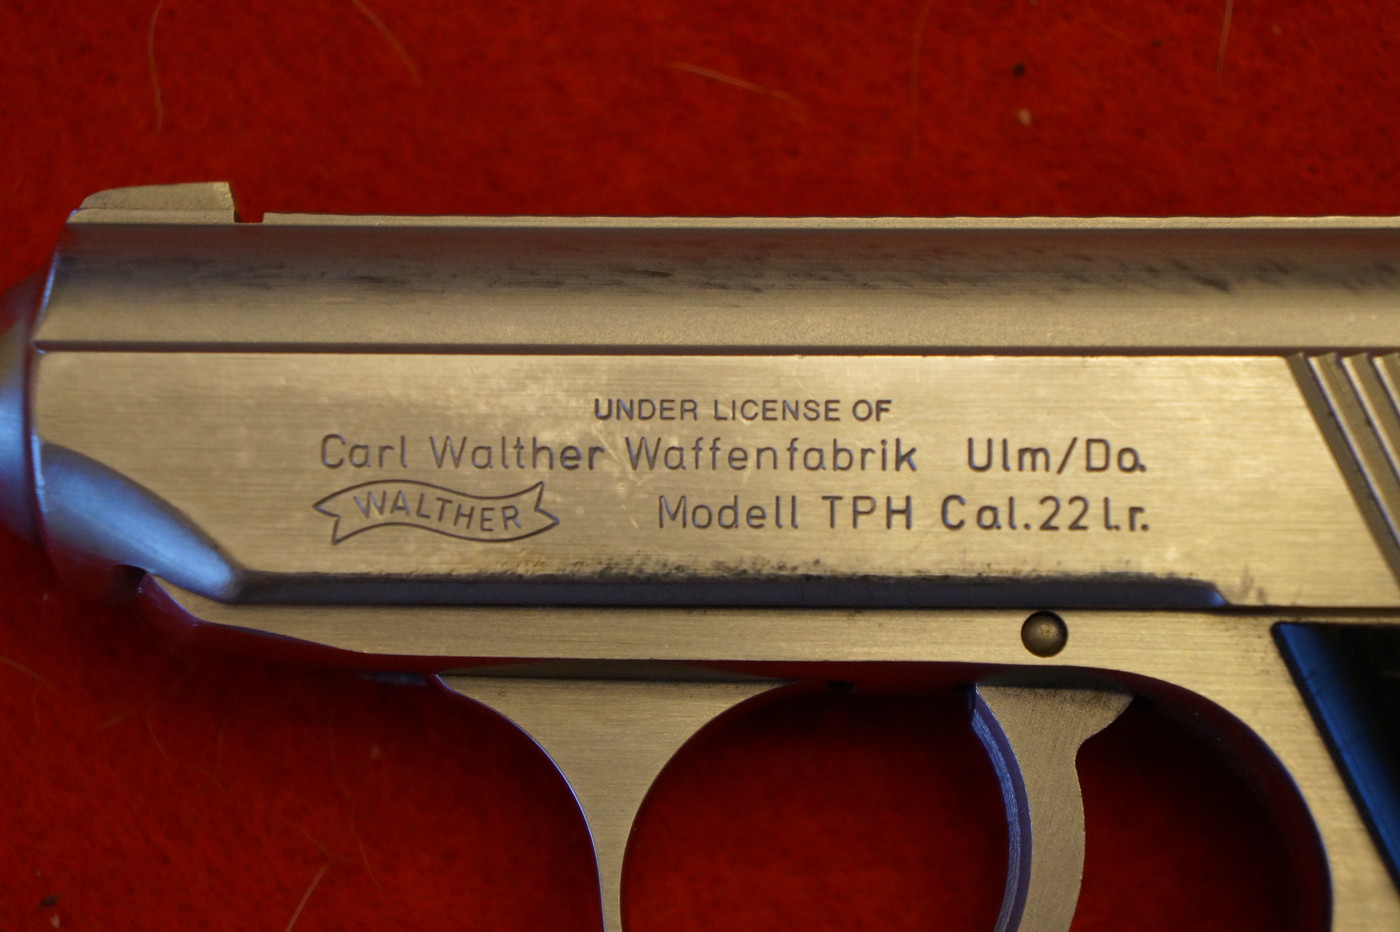 UNDER LICENSE OF
Carl Walther Waffenfabrik Ulm/Do.
WALTHER Modell TPH Cal.22 l.r.